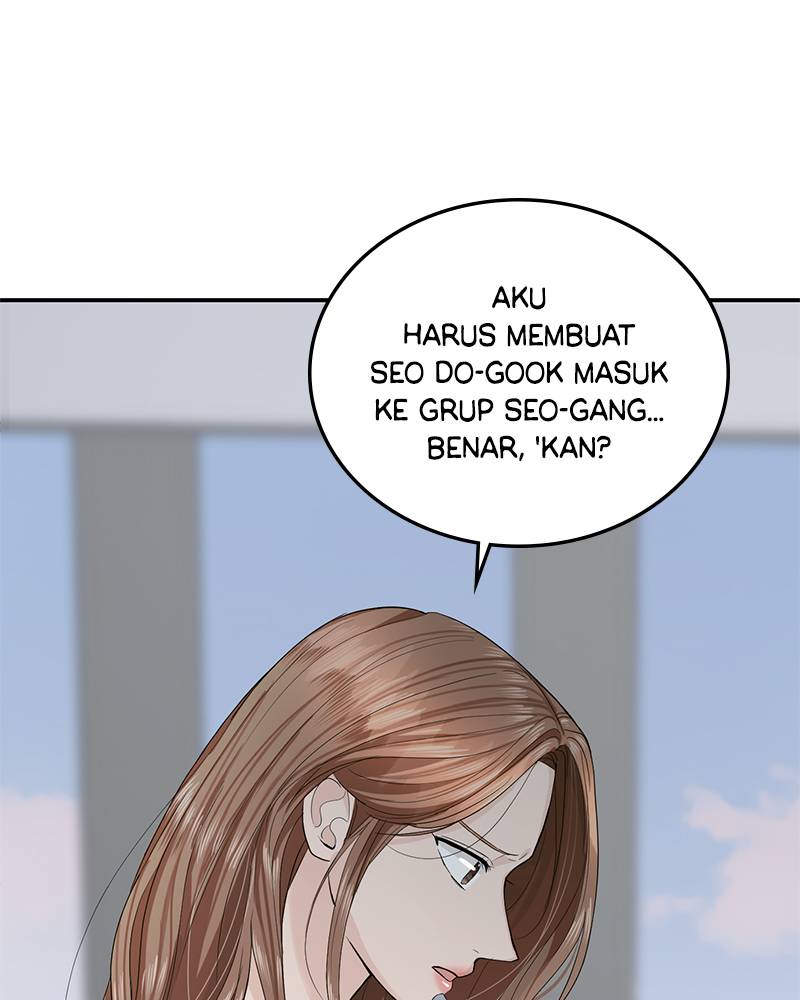 AKU
HARUS MEMBUAT
SEO DO-GOOK MASUK
KE GRUP SEO-GANG...
BENAR, 'KAN?